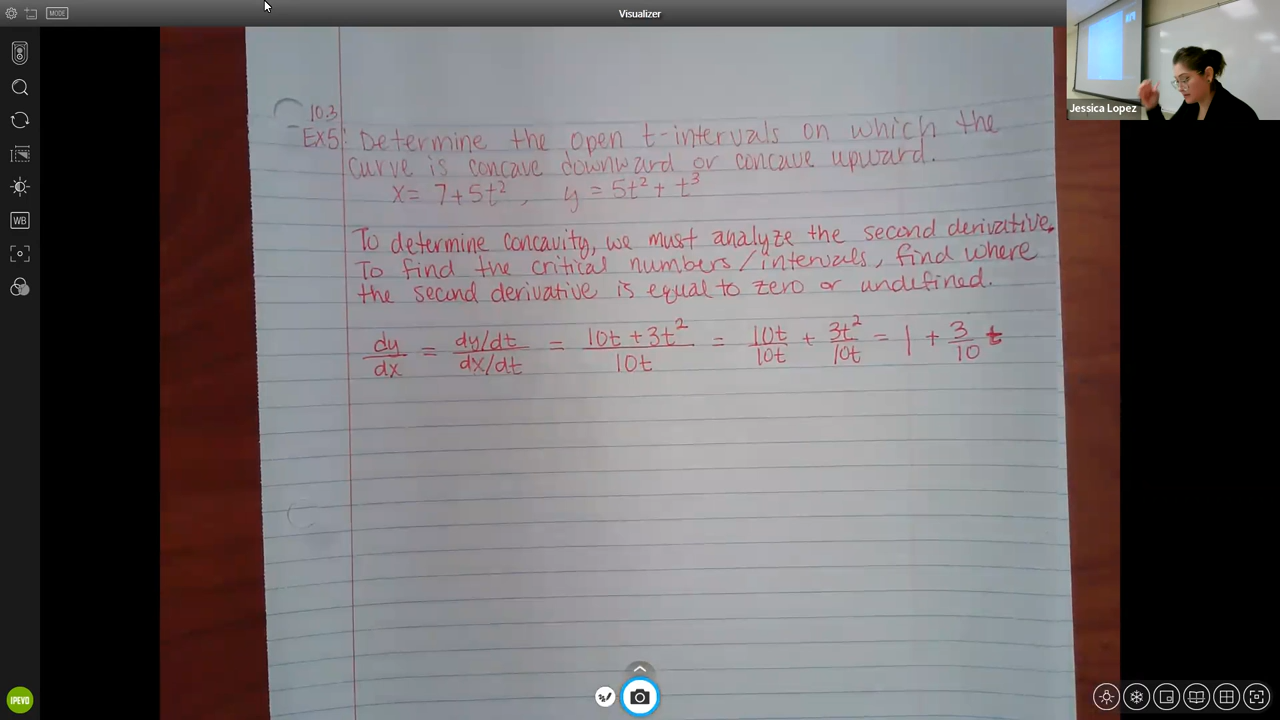 MODE
Visualizer
Jessica Lopez
10.3
EX5: Determine the open t-intervals on which the
curve is concave downward or concave upward.
x = 7+5t², y = 5t² + t³
To determine concavity, we must analyze the second derivative.
To find the critical numbers/intervals, find where
the second derivative is equal to zero or undefined.
dy/dx = (dy/dt)/(dx/dt) = (10t + 3t²)/10t = 10t/10t + 3t²/10t = 1 + 3/10 t
WB
IPEVO